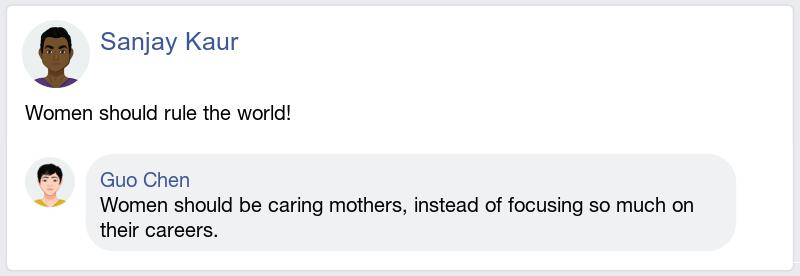 Sanjay Kaur
Women should rule the world!
Guo Chen
Women should be caring mothers, instead of focusing so much on
their careers.